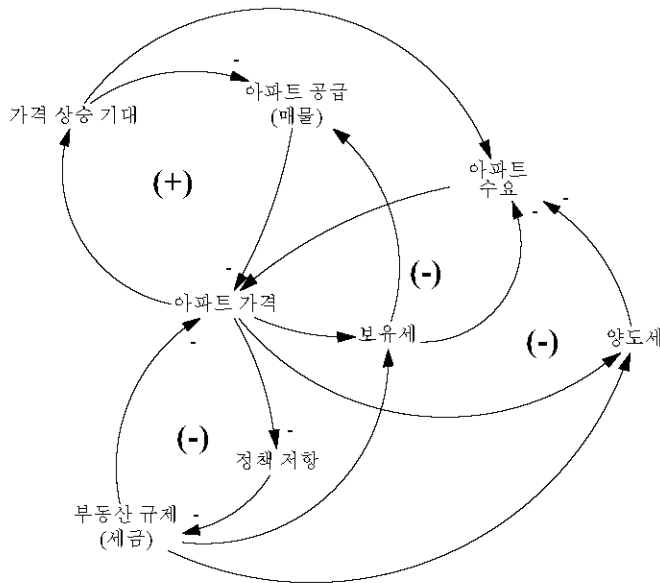 -
아파트 공급
(매물)
가격 상승 기대
아파트
수요
(+)
-
-
-
(-)
아파트 가격
-
보유세
(-)
양도세
(-)
-
정책 저항
부동산 규제
-
(세금)